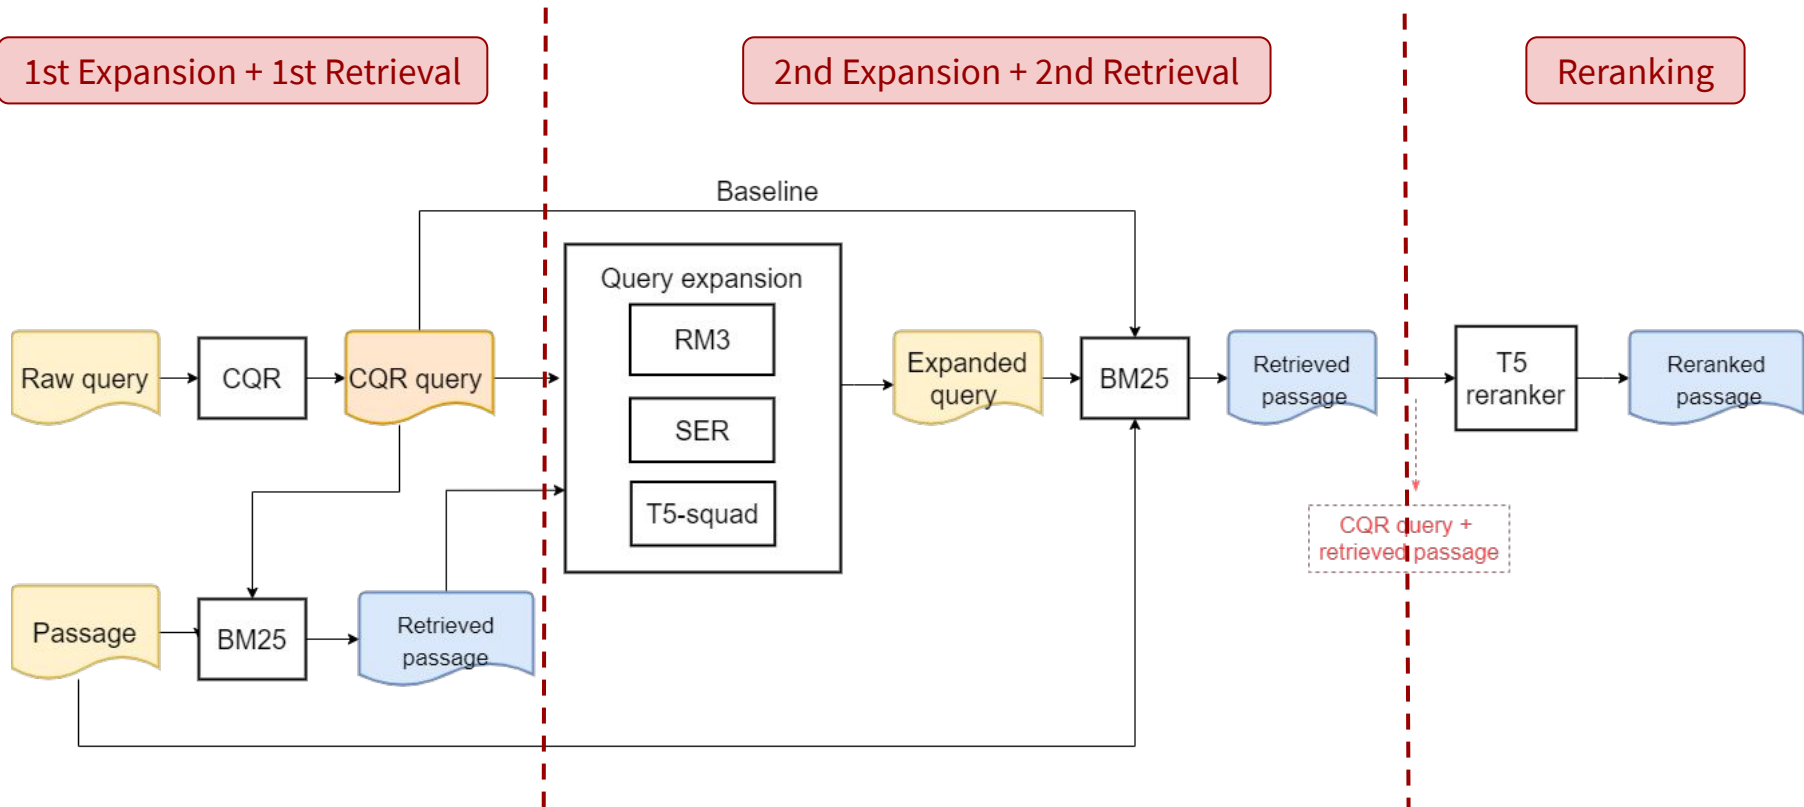 1st Expansion + 1st Retrieval
2nd Expansion + 2nd Retrieval
Reranking
Baseline
Query expansion
RM3
SER
T5-squad
Raw query
CQR
CQR query
Expanded
query
BM25
Retrieved
passage
T5
reranker
Reranked
passage
CQR query +
retrieved passage
Passage
BM25
Retrieved
passage